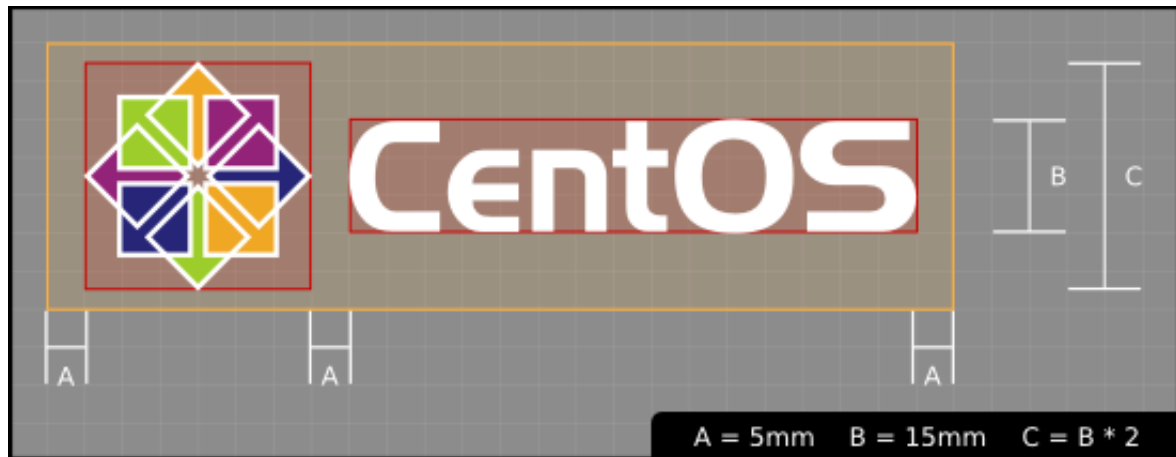 CentOS
B C
A A A
A = 5mm B = 15mm C = B * 2